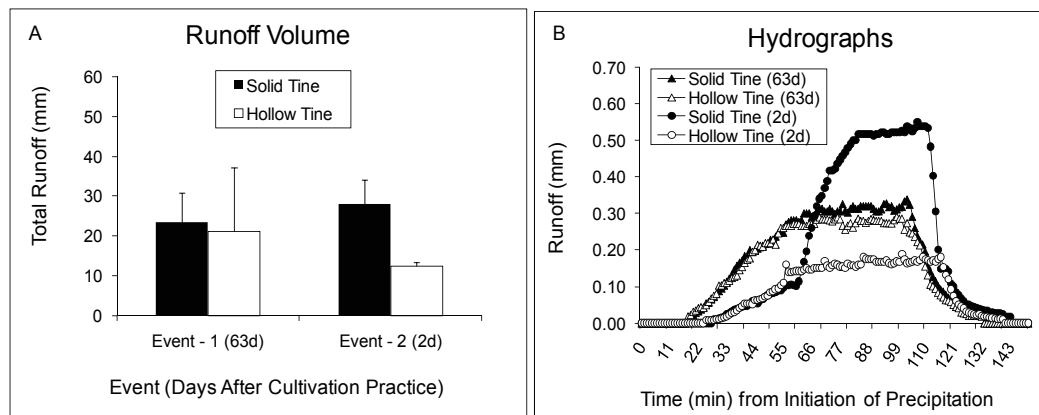 A
Runoff Volume
Total Runoff (mm)
60
50
40
30
20
10
0
Solid Tine
Hollow Tine
Event - 1 (63d)
Event - 2 (2d)
Event (Days After Cultivation Practice)
B
Hydrographs
Runoff (mm)
0.70
0.60
0.50
0.40
0.30
0.20
0.10
0.00
Solid Tine (63d)
Hollow Tine (63d)
Solid Tine (2d)
Hollow Tine (2d)
0 11 22 33 44 55 66 77 88 99 110 121 132 143
Time (min) from Initiation of Precipitation